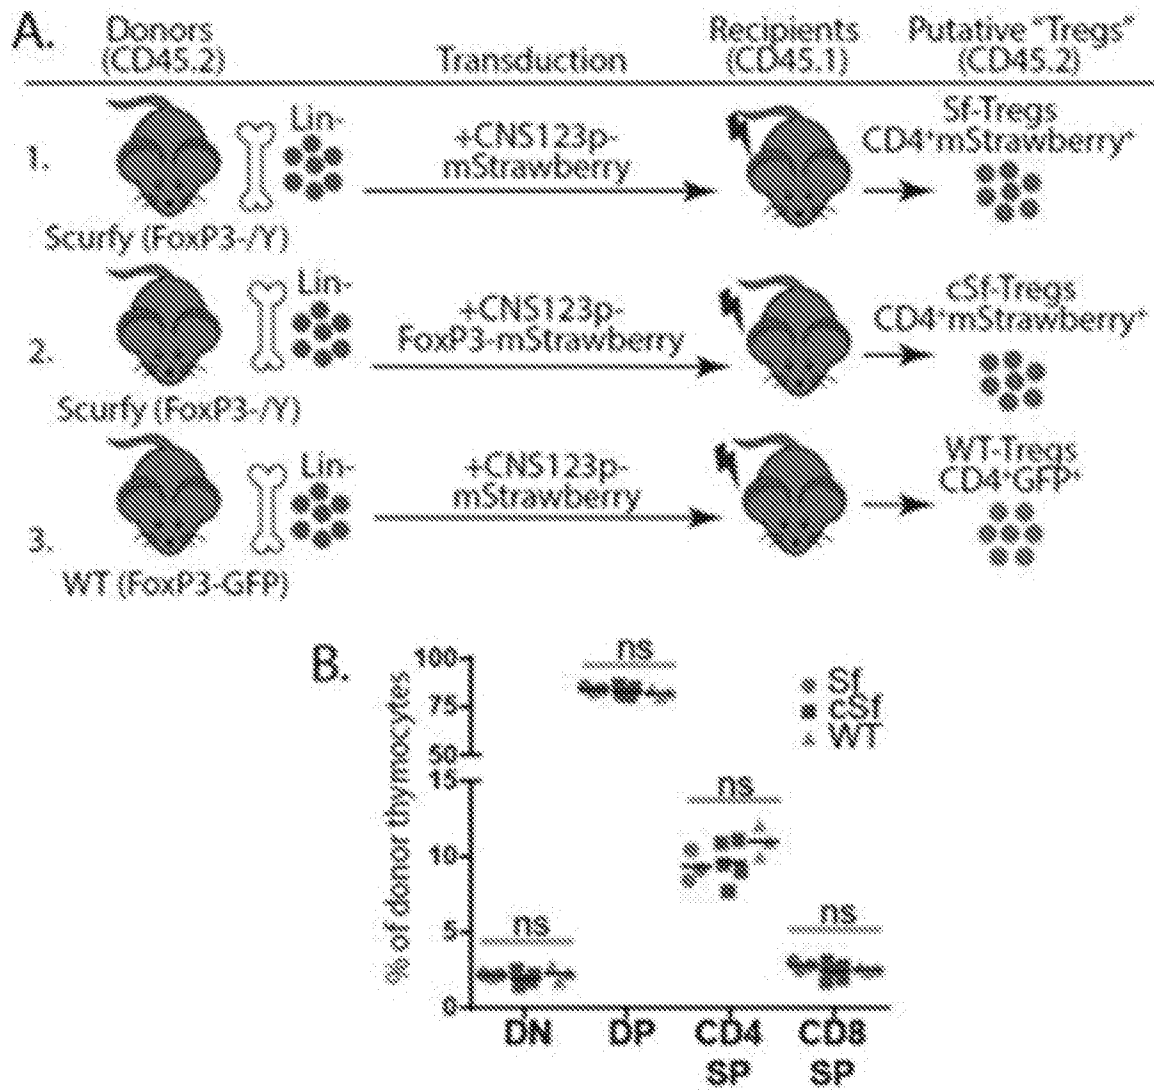 A.
Donors
(CD45.2)
Transduction
Recipients
(CD45.1)
Putative "Tregs"
(CD45.2)
1.
Lin-
+CNS123p-
mStrawberry
Sf-Tregs
CD4⁺mStrawberry⁺
Scurfy (FoxP3-/Y)
2.
Lin-
+CNS123p-
FoxP3-mStrawberry
cSf-Tregs
CD4⁺mStrawberry⁺
Scurfy (FoxP3-/Y)
3.
Lin-
+CNS123p-
mStrawberry
WT-Tregs
CD4⁺GFP⁺
WT (FoxP3-GFP)
B.
% of donor thymocytes
100
75
50
15
10
5
0
ns
ns
ns
ns
Sf
cSf
WT
DN
DP
CD4
SP
CD8
SP